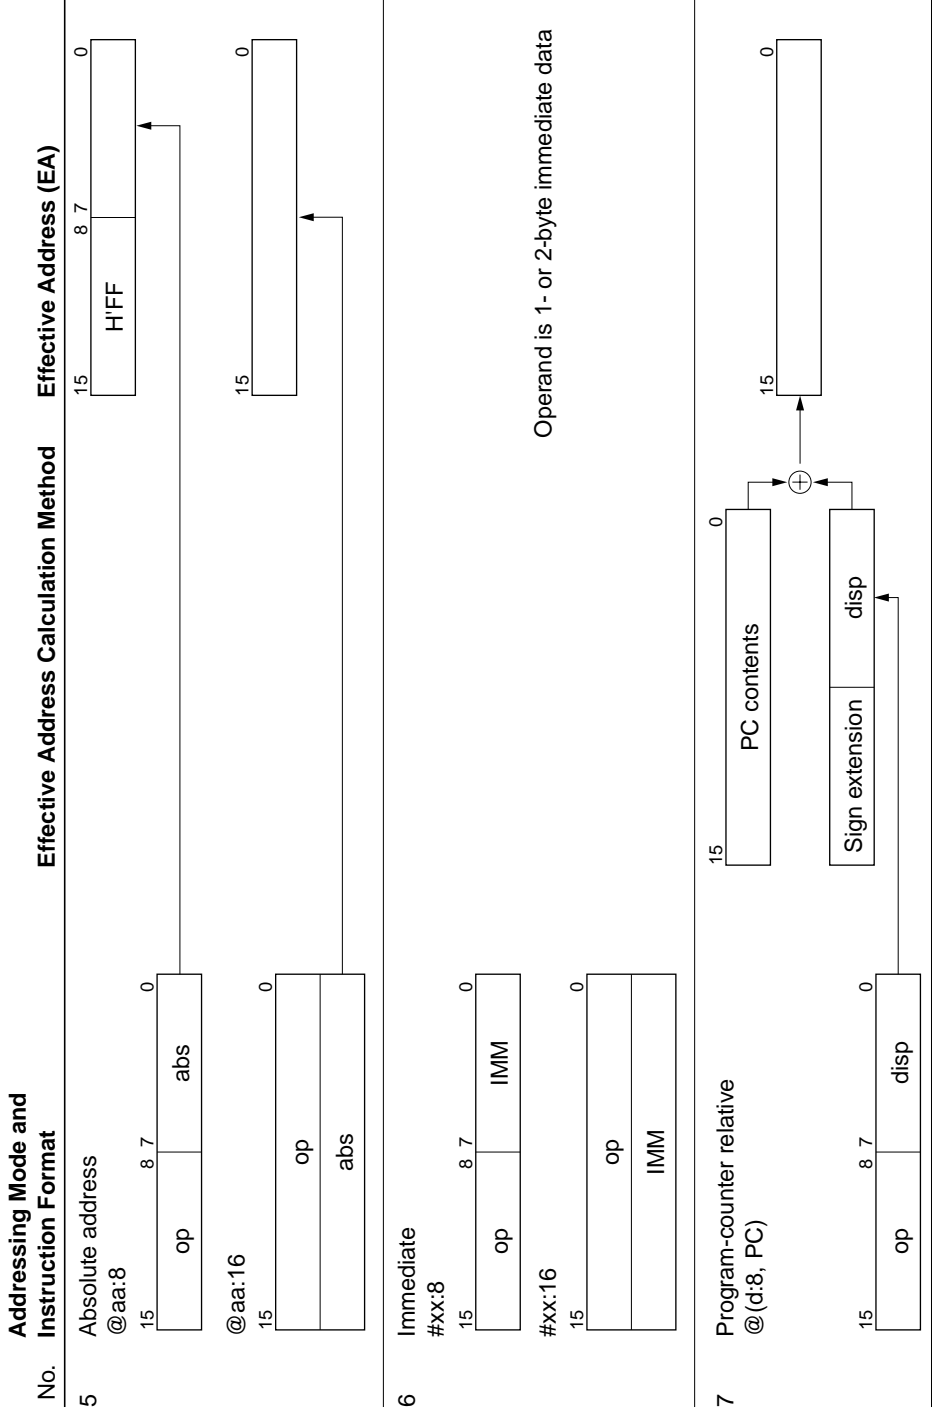 Addressing Mode and
No. Instruction Format Effective Address Calculation Method Effective Address (EA)
5 Absolute address
@aa:8
15 8 7 0
op abs
15 8 7 0
H'FF
@aa:16
15 0
op
abs
15 0
6 Immediate
#xx:8
15 8 7 0
op IMM
Operand is 1- or 2-byte immediate data
#xx:16
15 0
op
IMM
7 Program-counter relative
@(d:8, PC)
15 0
PC contents
15 0
Sign extension disp
15 8 7 0
op disp